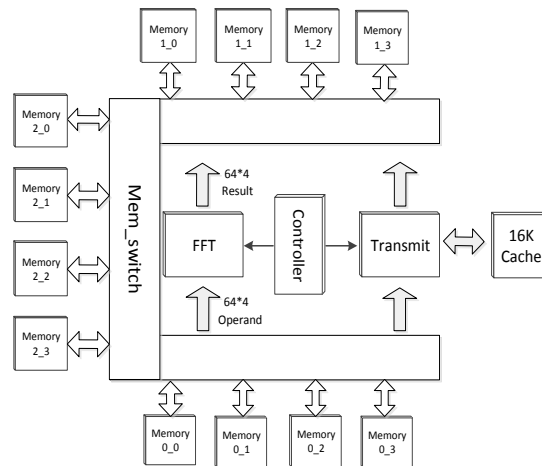 Memory
1_0
Memory
1_1
Memory
1_2
Memory
1_3
Memory
2_0
Memory
2_1
Memory
2_2
Memory
2_3
Mem_switch
64*4
Result
FFT
Controller
Transmit
16K
Cache
64*4
Operand
Memory
0_0
Memory
0_1
Memory
0_2
Memory
0_3